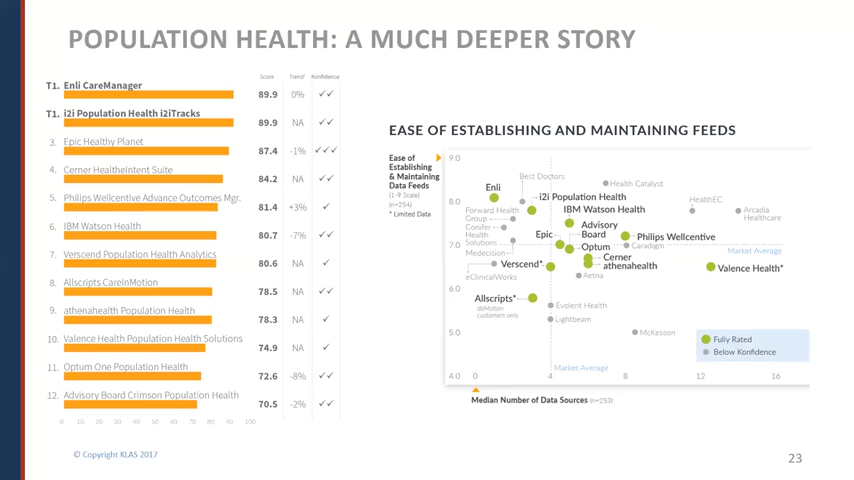 POPULATION HEALTH: A MUCH DEEPER STORY
Score Trend¹ Konfidence
T1. Enli CareManager
89.9 0% ✓✓
T1. i2i Population Health i2iTracks
89.9 NA ✓✓
3. Epic Healthy Planet
87.4 -1% ✓✓✓
4. Cerner HealtheIntent Suite
84.2 NA ✓✓
5. Philips Wellcentive Advance Outcomes Mgr.
81.4 +3% ✓
6. IBM Watson Health
80.7 -7% ✓✓
7. Verscend Population Health Analytics
80.6 NA ✓
8. Allscripts CareInMotion
78.5 NA ✓✓
9. athenahealth Population Health
78.3 NA ✓
10. Valence Health Population Health Solutions
74.9 NA ✓
11. Optum One Population Health
72.6 -8% ✓✓
12. Advisory Board Crimson Population Health
70.5 -2% ✓✓
0 10 20 30 40 50 60 70 80 90 100
EASE OF ESTABLISHING AND MAINTAINING FEEDS
Ease of
Establishing
& Maintaining
Data Feeds
(1-9 Scale)
(n=254)
* Limited Data
9.0
8.0
7.0
6.0
5.0
4.0
Best Doctors
Health Catalyst
Enli
i2i Population Health
HealthEC
IBM Watson Health
Arcadia
Healthcare
Forward Health
Group
Conifer
Health
Solutions
Advisory
Board
Epic
Philips Wellcentive
Optum
Caradigm
Market Average
Medecision
Cerner
athenahealth
Verscend*
Valence Health*
eClinicalWorks
Aetna
Allscripts*
dbMotion
customers only
Evolent Health
Lightbeam
McKesson
Fully Rated
Below Konfidence
Market Average
0 4 8 12 16
Median Number of Data Sources (n=253)
© Copyright KLAS 2017
23